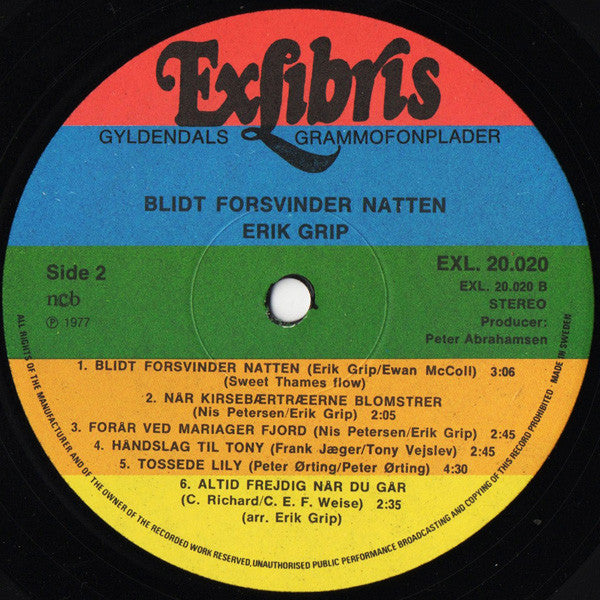 Exlibris
GYLDENDALS GRAMMOFONPLADER
BLIDT FORSVINDER NATTEN
ERIK GRIP
Side 2
ncb
Ⓟ 1977
EXL. 20.020
EXL. 20.020 B
STEREO
Producer:
Peter Abrahamsen
1. BLIDT FORSVINDER NATTEN (Erik Grip/Ewan McColl) 3:06
(Sweet Thames flow)
2. NÅR KIRSEBÆRTRÆERNE BLOMSTRER
(Nis Petersen/Erik Grip) 2:05
3. FORÅR VED MARIAGER FJORD (Nis Petersen/Erik Grip) 2:45
4. HÅNDSLAG TIL TONY (Frank Jæger/Tony Vejslev) 2:45
5. TOSSEDE LILY (Peter Ørting/Peter Ørting) 4:30
6. ALTID FREJDIG NÅR DU GÅR
(C. Richard/C. E. F. Weise) 2:35
(arr. Erik Grip)
ALL RIGHTS OF THE MANUFACTURER AND OF THE OWNER OF THE RECORDED WORK RESERVED, UNAUTHORISED PUBLIC PERFORMANCE BROADCASTING AND COPYING OF THIS RECORD PROHIBITED · MADE IN SWEDEN